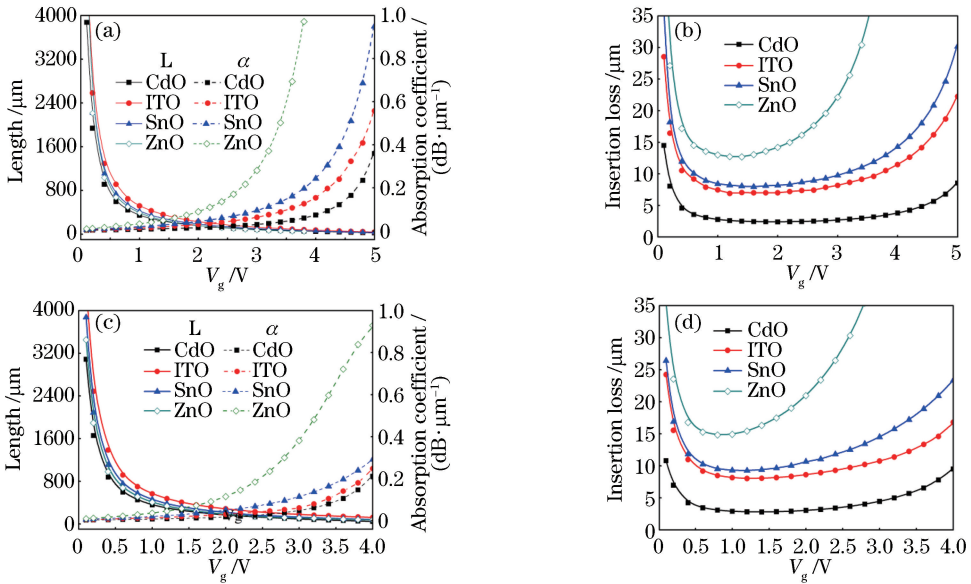 (a)
4000
3200
2400
1600
800
0
Length /μm
L α
CdO CdO
ITO ITO
SnO SnO
ZnO ZnO
1.0
0.8
0.6
0.4
0.2
0
Absorption coefficient /
(dB·μm⁻¹)
0 1 2 3 4 5
Vg /V
(b)
35
30
25
20
15
10
5
0
Insertion loss /μm
CdO
ITO
SnO
ZnO
0 1 2 3 4 5
Vg /V
(c)
4000
3200
2400
1600
800
0
Length /μm
L α
CdO CdO
ITO ITO
SnO SnO
ZnO ZnO
1.0
0.8
0.6
0.4
0.2
0
Absorption coefficient /
(dB·μm⁻¹)
0.5 1.0 1.5 2.0 2.5 3.0 3.5 4.0
Vg /V
(d)
35
30
25
20
15
10
5
0
Insertion loss /μm
CdO
ITO
SnO
ZnO
0 0.5 1.0 1.5 2.0 2.5 3.0 3.5 4.0
Vg /V